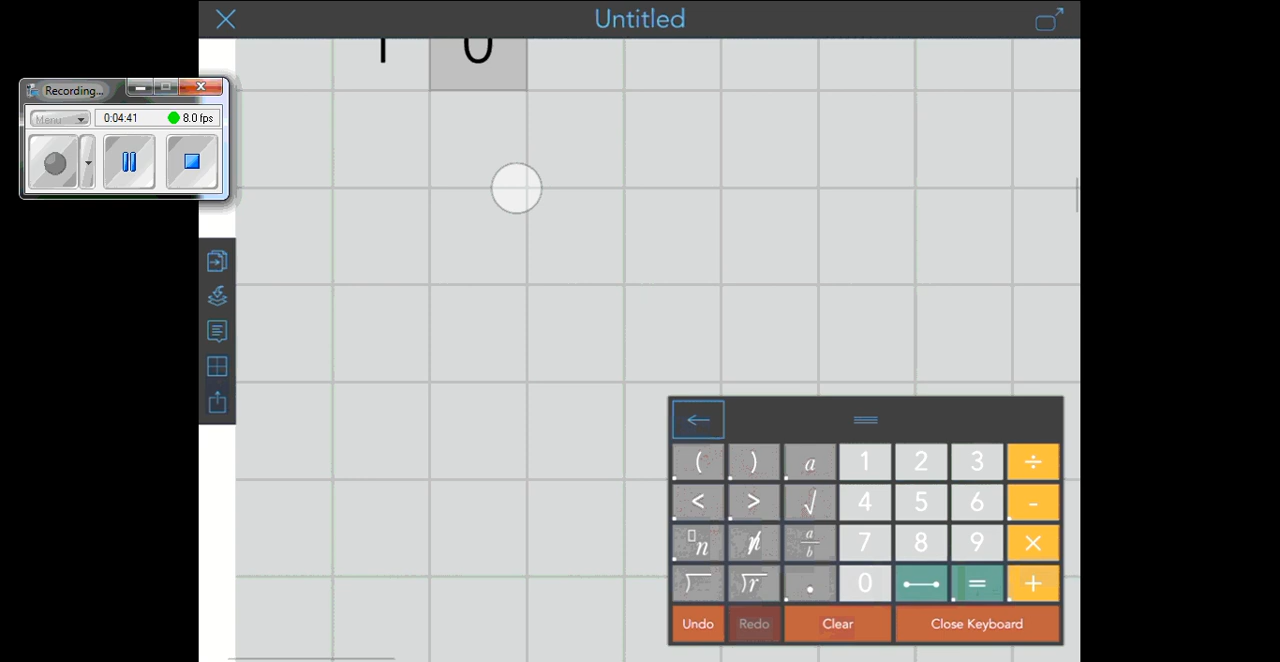 Untitled
1 0
Recording...
Menu 0:04:41 8.0 fps
( ) a 1 2 3 ÷
< > √ 4 5 6 -
n n a/b 7 8 9 ×
r . 0 = +
Undo Redo Clear Close Keyboard